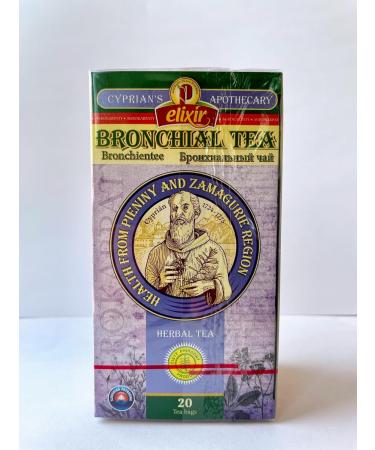 CYPRIAN'S APOTHECARY
elixír
BRONCHIAL TEA
Bronchientee Бронхиальный чай
HEALTH FROM PIENINY AND ZAMAGURIE REGION
Cyprián
HERBAL TEA
20
Tea bags